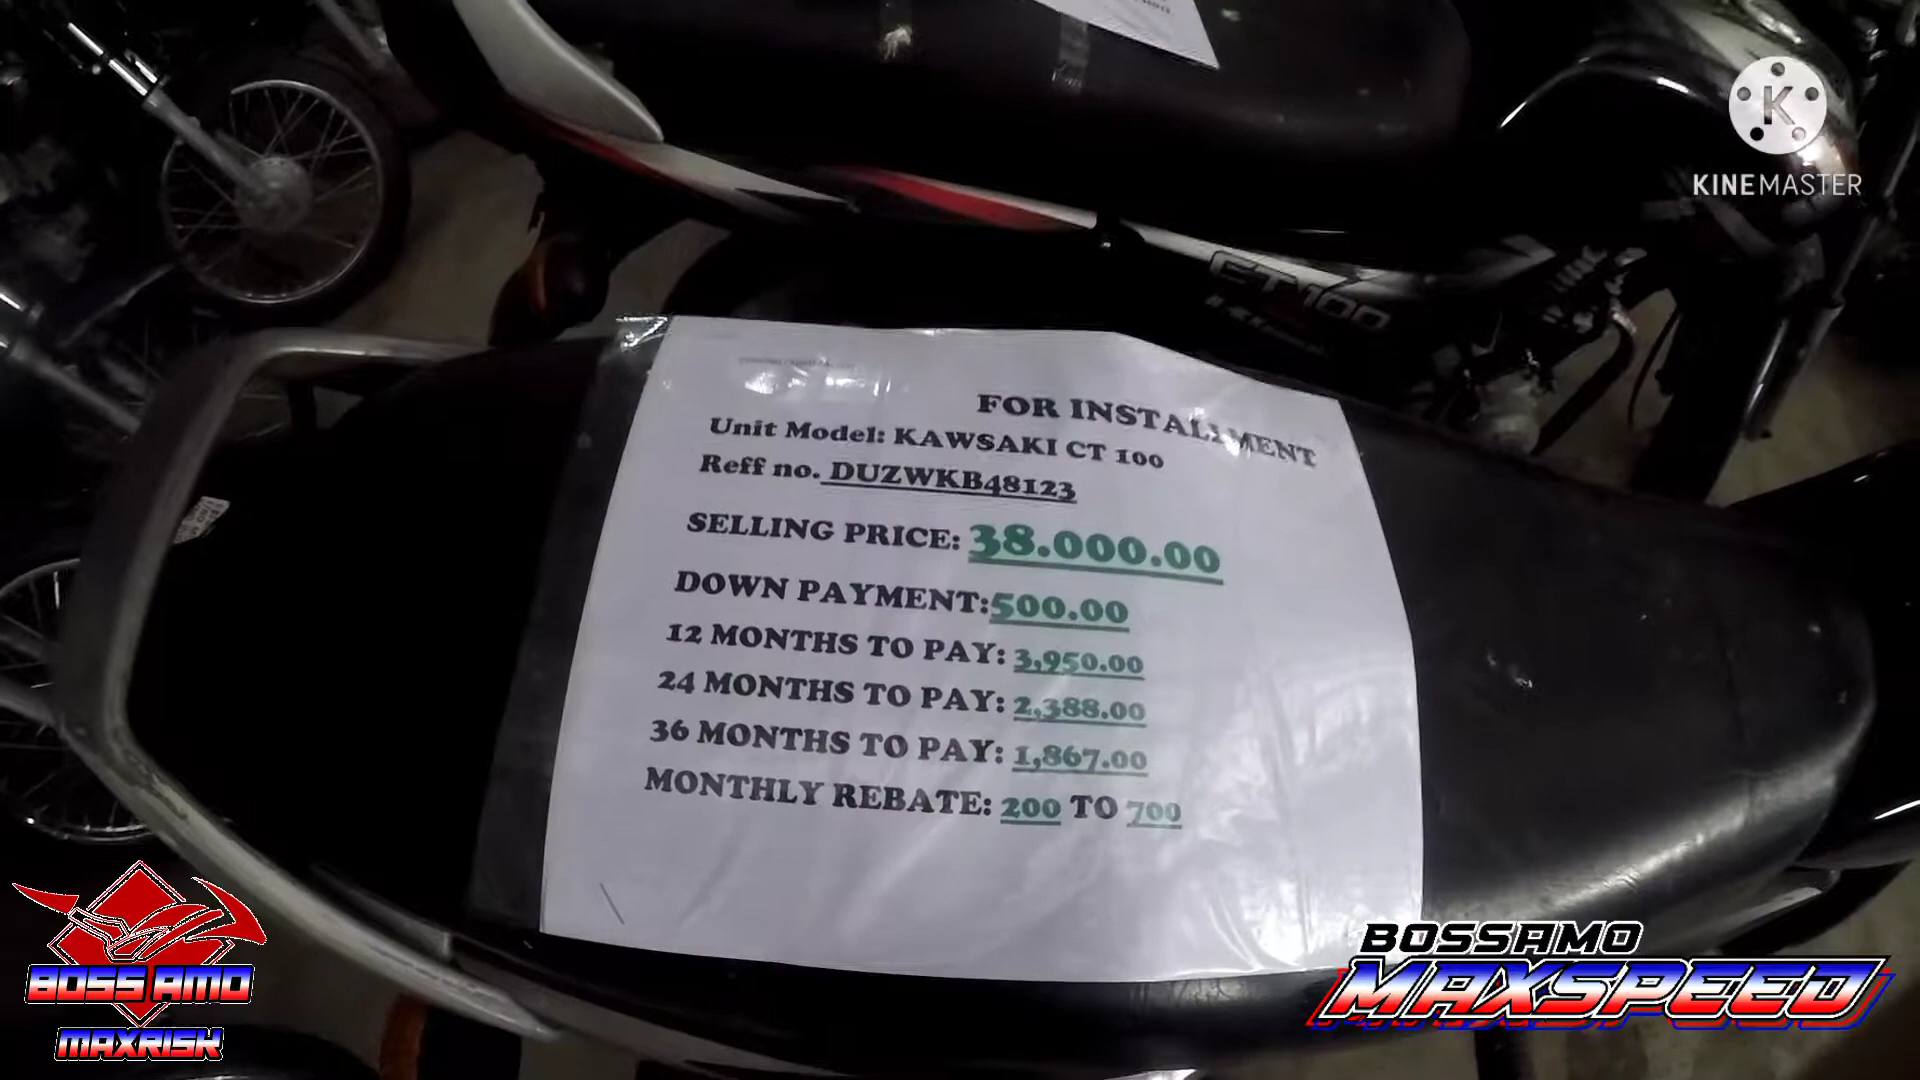 K
KINEMASTER
CT100
FOR INSTALLMENT
Unit Model: KAWSAKI CT 100
Reff no. DUZWKB48123
SELLING PRICE: 38.000.00
DOWN PAYMENT:500.00
12 MONTHS TO PAY: 3,950.00
24 MONTHS TO PAY: 2,388.00
36 MONTHS TO PAY: 1,867.00
MONTHLY REBATE: 200 TO 700
BOSS AMO
MAXRISK
BOSSAMO
MAXSPEED